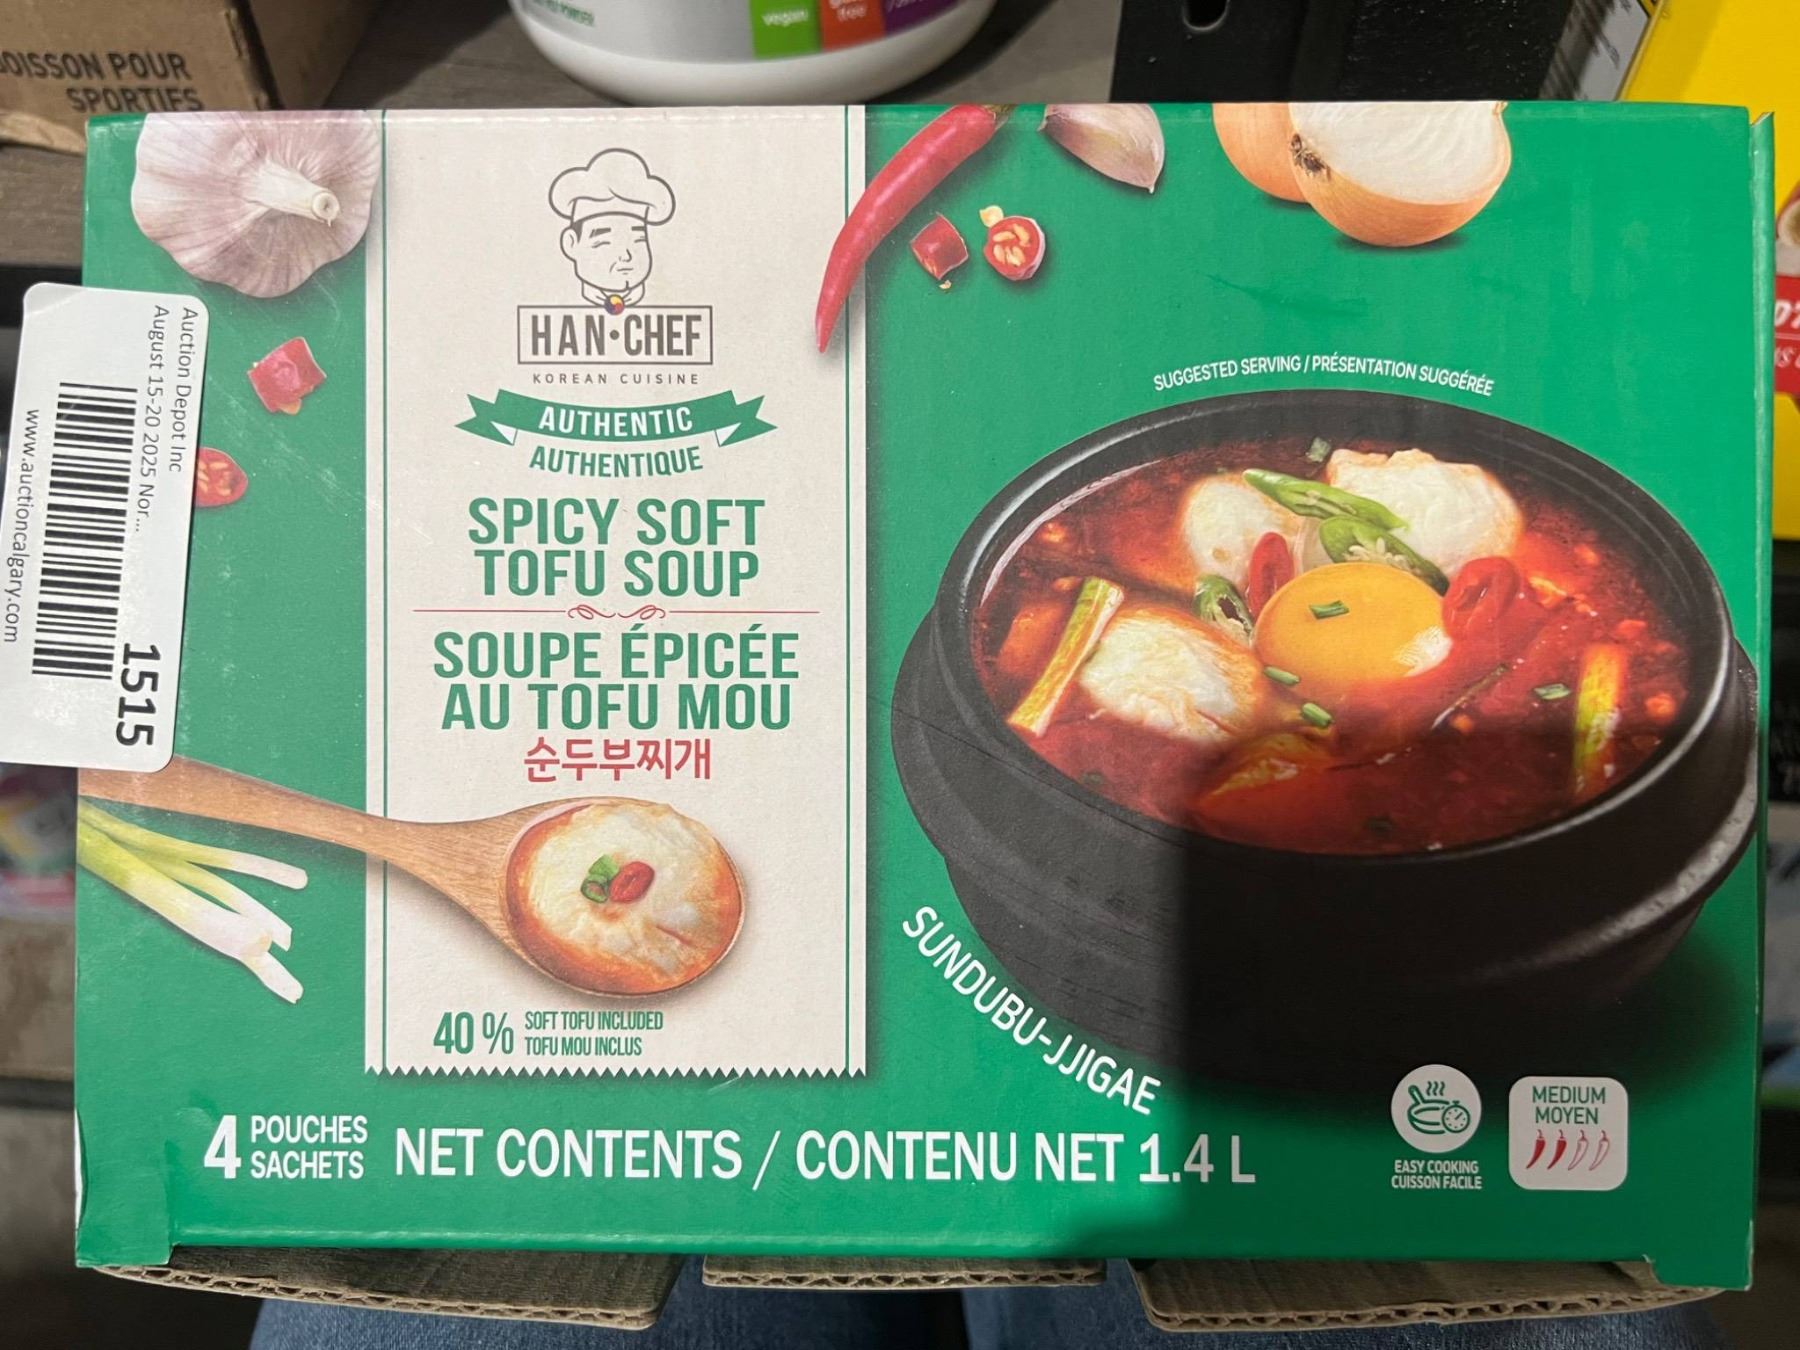 OISSON POUR
SPORTIFS
vegan
free
HAN•CHEF
KOREAN CUISINE
AUTHENTIC
AUTHENTIQUE
SPICY SOFT
TOFU SOUP
SOUPE ÉPICÉE
AU TOFU MOU
순두부찌개
40 % SOFT TOFU INCLUDED
TOFU MOU INCLUS
4 POUCHES
SACHETS
NET CONTENTS / CONTENU NET 1.4 L
SUGGESTED SERVING / PRÉSENTATION SUGGÉRÉE
SUNDUBU-JJIGAE
EASY COOKING
CUISSON FACILE
MEDIUM
MOYEN
Auction Depot Inc
August 15-20 2025 Nor...
1515
www.auctioncalgary.com